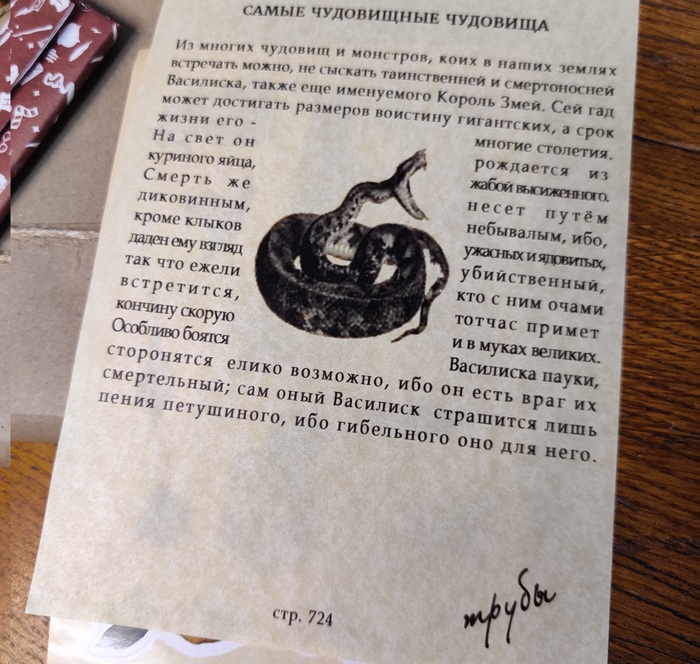 САМЫЕ ЧУДОВИЩНЫЕ ЧУДОВИЩА
Из многих чудовищ и монстров, коих в наших землях
встречать можно, не сыскать таинственней и смертоносней
Василиска, также еще именуемого Король Змей. Сей гад
может достигать размеров воистину гигантских, а срок
жизни его - многие столетия.
На свет он рождается из
куриного яйца, жабой высиженного.
Смерть же несет путём
диковинным, небывалым, ибо,
кроме клыков ужасных и ядовитых,
даден ему взгляд убийственный,
так что ежели кто с ним очами
встретится, тотчас примет
кончину скорую и в муках великих.
Особливо боятся Василиска пауки,
сторонятся елико возможно, ибо он есть враг их
смертельный; сам оный Василиск страшится лишь
пения петушиного, ибо гибельного оно для него.
стр. 724
трубы